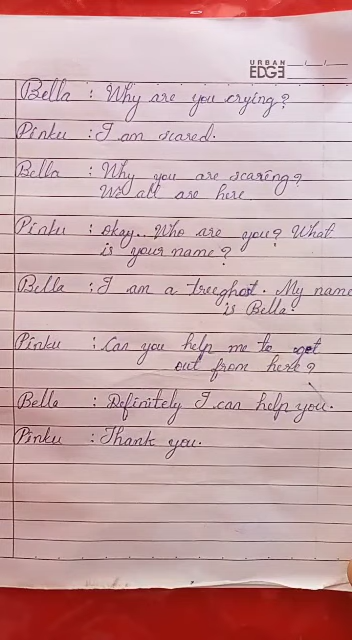 URBAN
EDGE
Bella : Why are you crying?
Pinku : I am scared.
Bella : Why you are scaring?
We all are here
Pinku : okay.. Who are you? What
is your name?
Bella : I am a treeghost. My name
is Bella.
Pinku : Can you help me to get
out from here?
Bella : Definitely I can help you.
Pinku : Thank you.